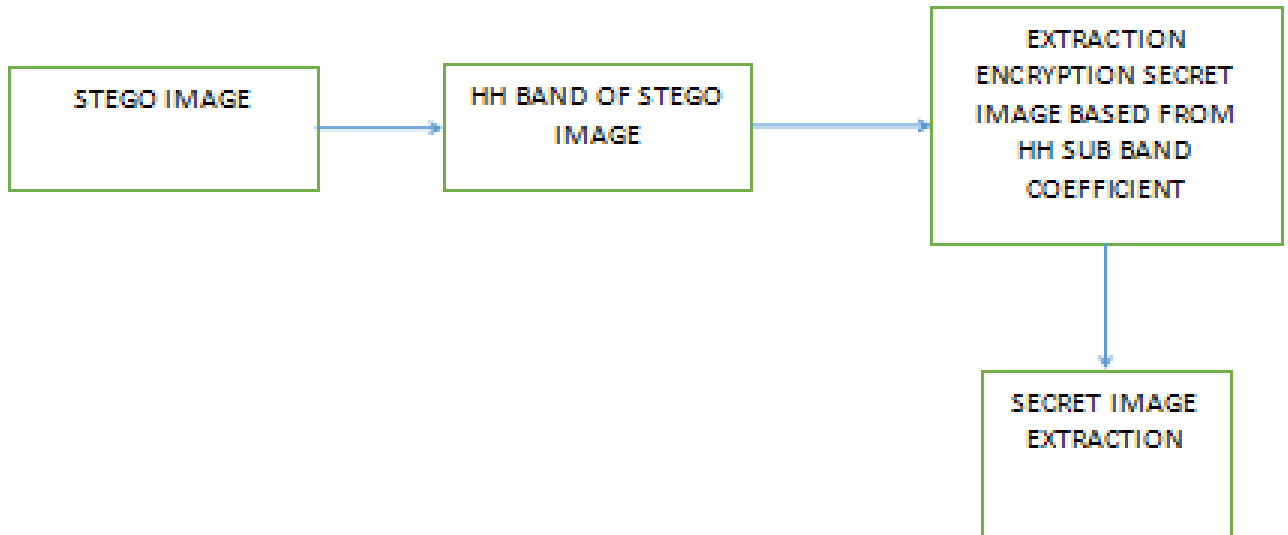 STEGO IMAGE
HH BAND OF STEGO
IMAGE
EXTRACTION
ENCRYPTION SECRET
IMAGE BASED FROM
HH SUB BAND
COEFFICIENT
SECRET IMAGE
EXTRACTION